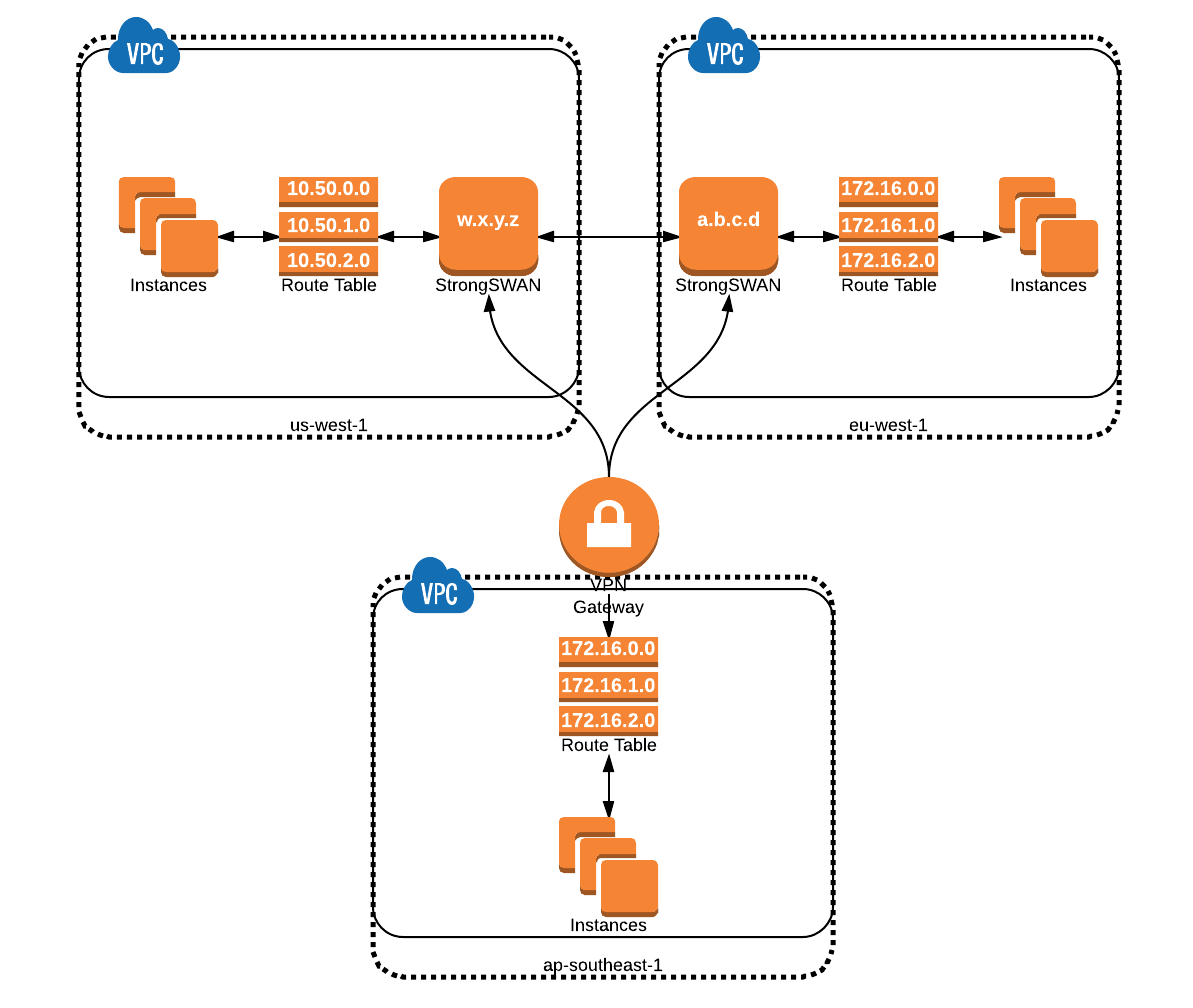 VPC
10.50.0.0
10.50.1.0
10.50.2.0
w.x.y.z
Instances
Route Table
StrongSWAN
us-west-1
VPC
a.b.c.d
172.16.0.0
172.16.1.0
172.16.2.0
StrongSWAN
Route Table
Instances
eu-west-1
VPN
Gateway
VPC
172.16.0.0
172.16.1.0
172.16.2.0
Route Table
Instances
ap-southeast-1